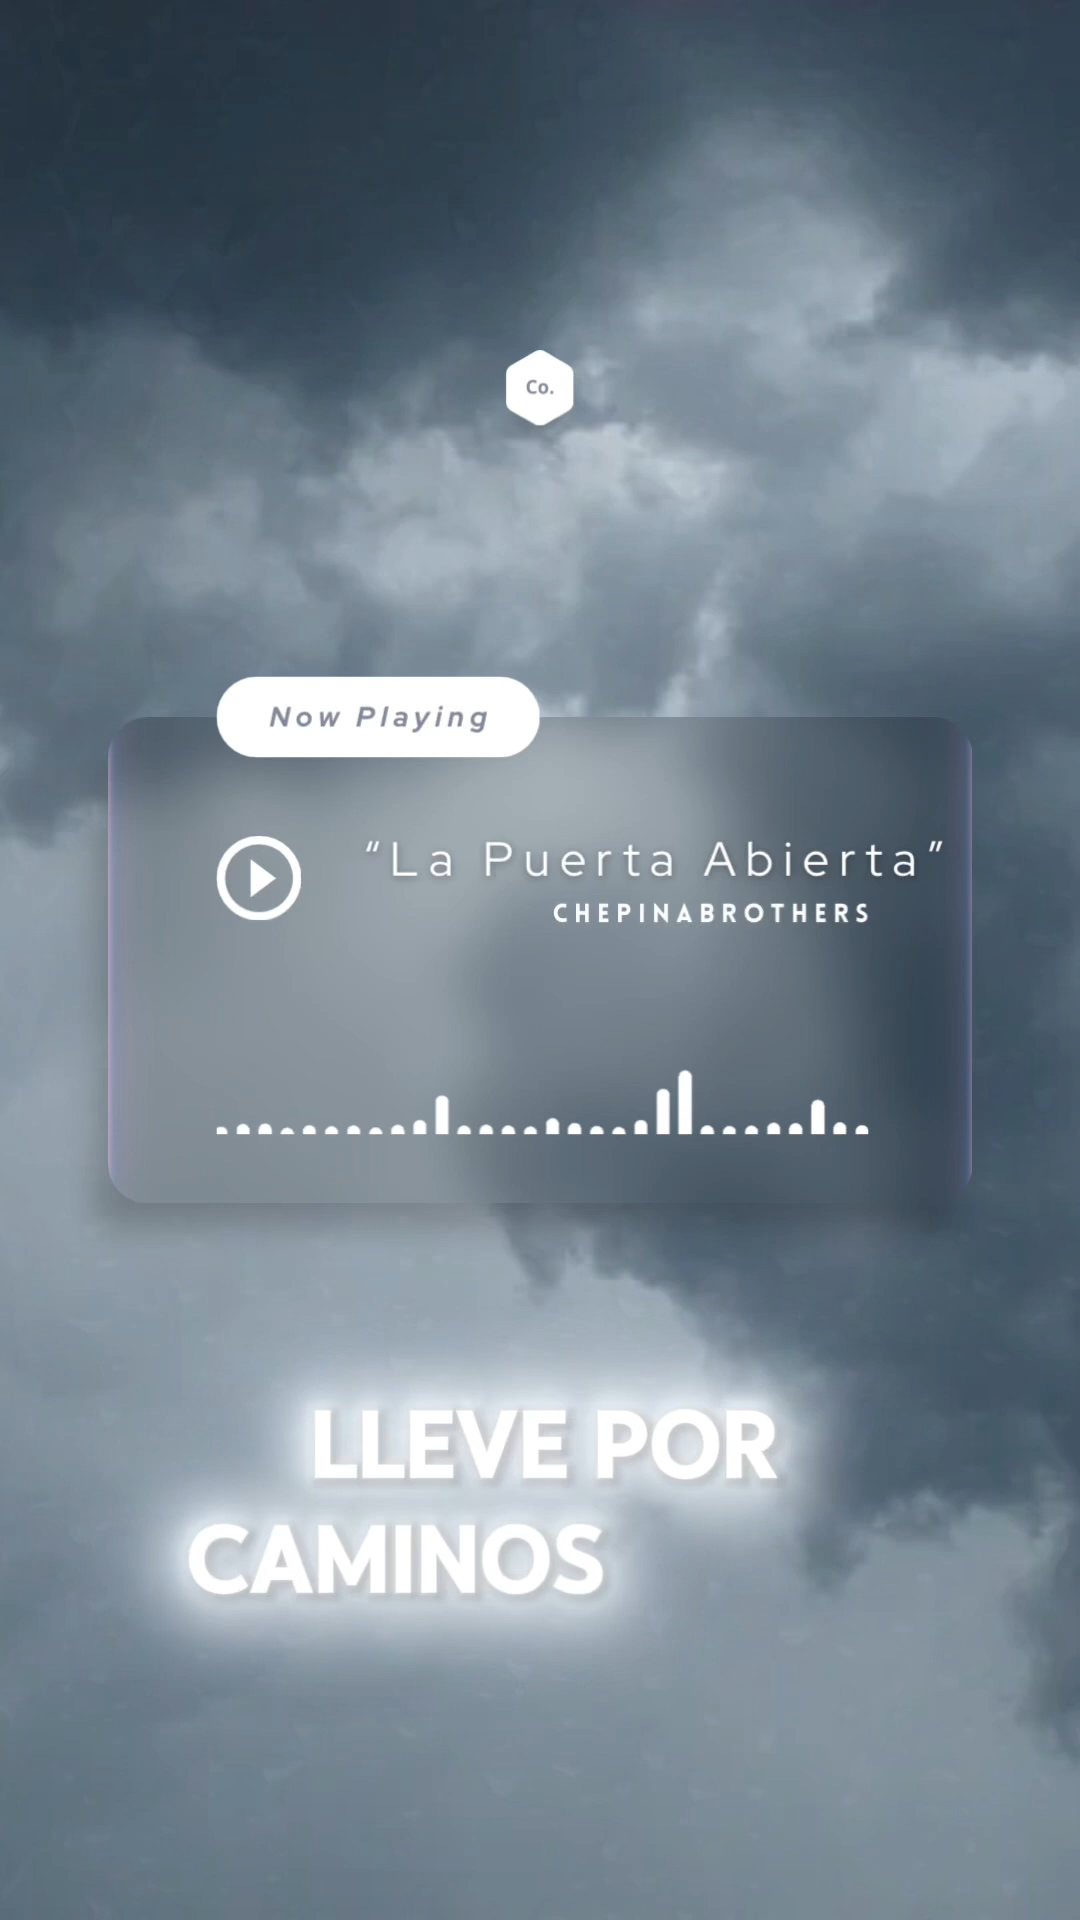 Co.
Now Playing
“La Puerta Abierta”
CHEPINABROTHERS
LLEVE POR
CAMINOS